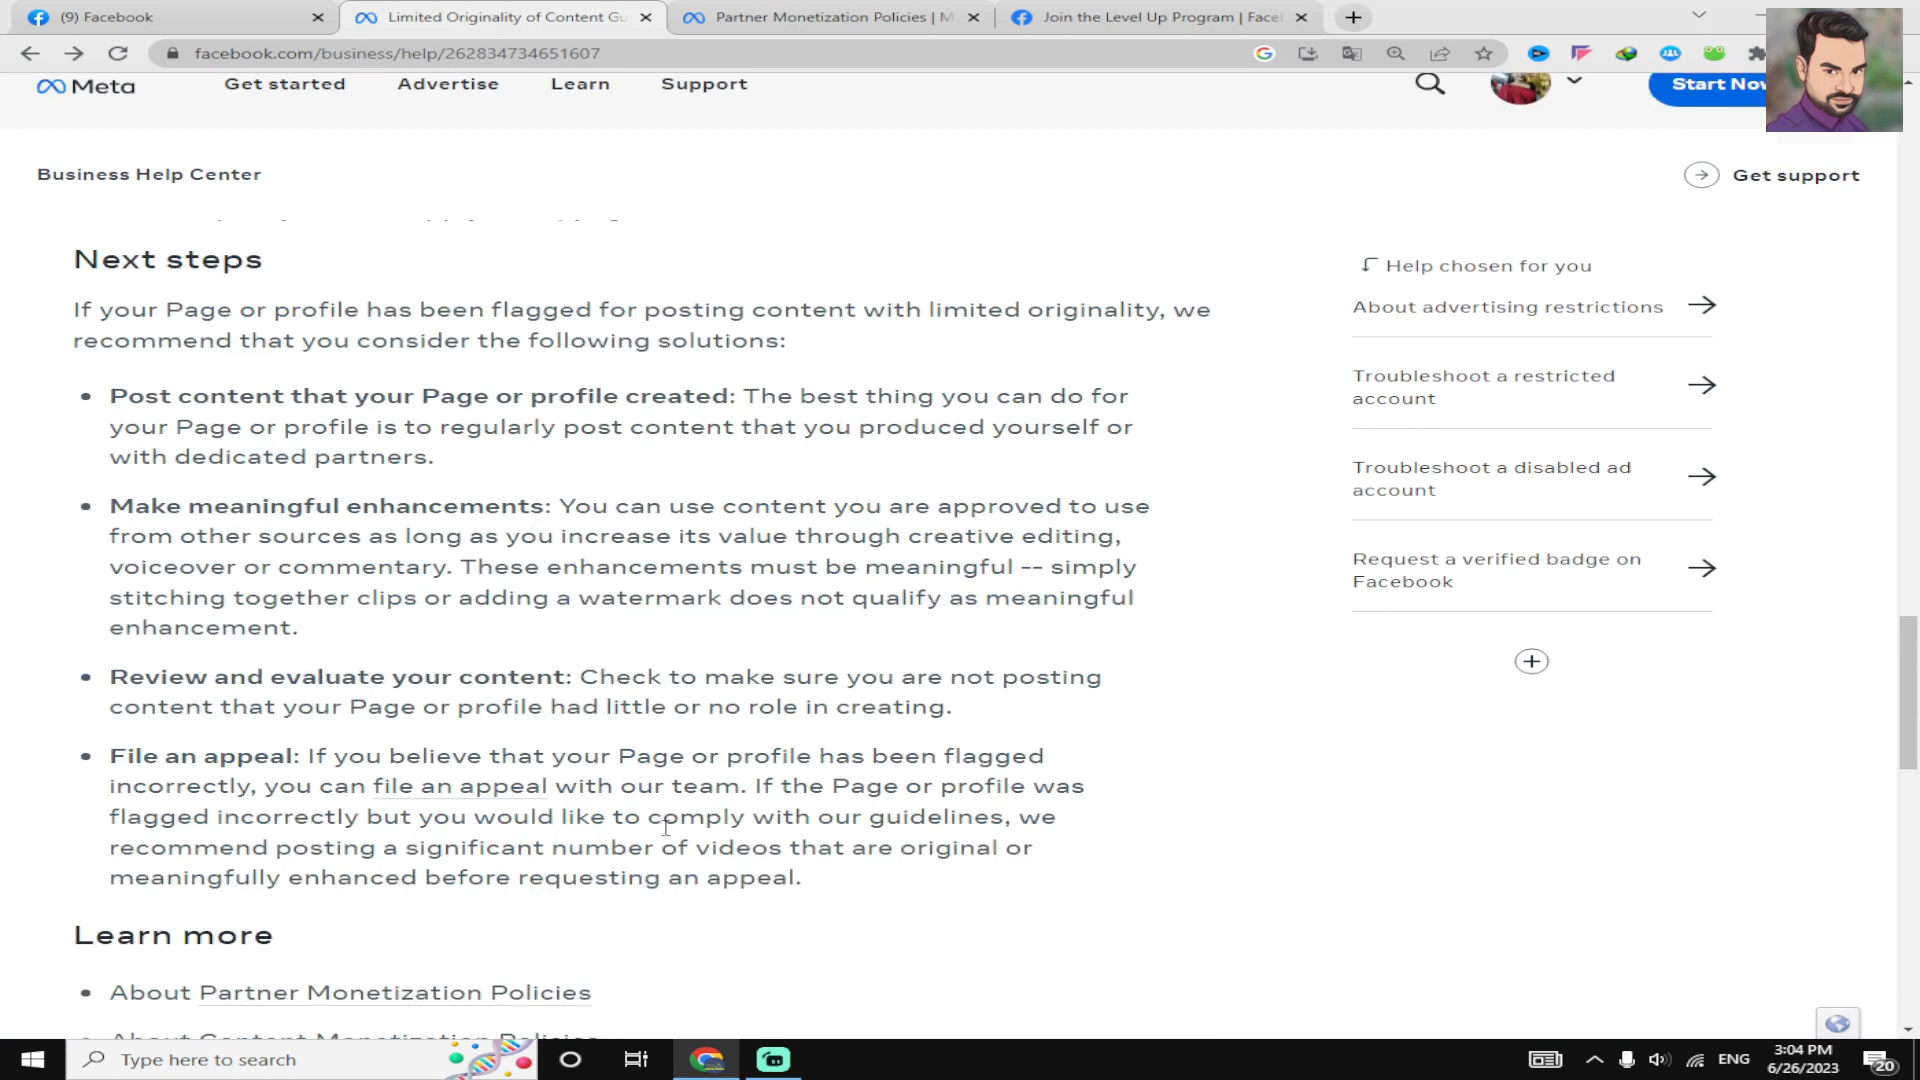 (9) Facebook
Limited Originality of Content Gu
Partner Monetization Policies | M
Join the Level Up Program | Face
facebook.com/business/help/262834734651607
Meta
Get started
Advertise
Learn
Support
Start Now
Business Help Center
Get support
Next steps
If your Page or profile has been flagged for posting content with limited originality, we
recommend that you consider the following solutions:
Post content that your Page or profile created: The best thing you can do for
your Page or profile is to regularly post content that you produced yourself or
with dedicated partners.
Make meaningful enhancements: You can use content you are approved to use
from other sources as long as you increase its value through creative editing,
voiceover or commentary. These enhancements must be meaningful -- simply
stitching together clips or adding a watermark does not qualify as meaningful
enhancement.
Review and evaluate your content: Check to make sure you are not posting
content that your Page or profile had little or no role in creating.
File an appeal: If you believe that your Page or profile has been flagged
incorrectly, you can file an appeal with our team. If the Page or profile was
flagged incorrectly but you would like to comply with our guidelines, we
recommend posting a significant number of videos that are original or
meaningfully enhanced before requesting an appeal.
Learn more
About Partner Monetization Policies
About Content Monetization Policies
Help chosen for you
About advertising restrictions
Troubleshoot a restricted
account
Troubleshoot a disabled ad
account
Request a verified badge on
Facebook
Type here to search
ENG
3:04 PM
6/26/2023
20